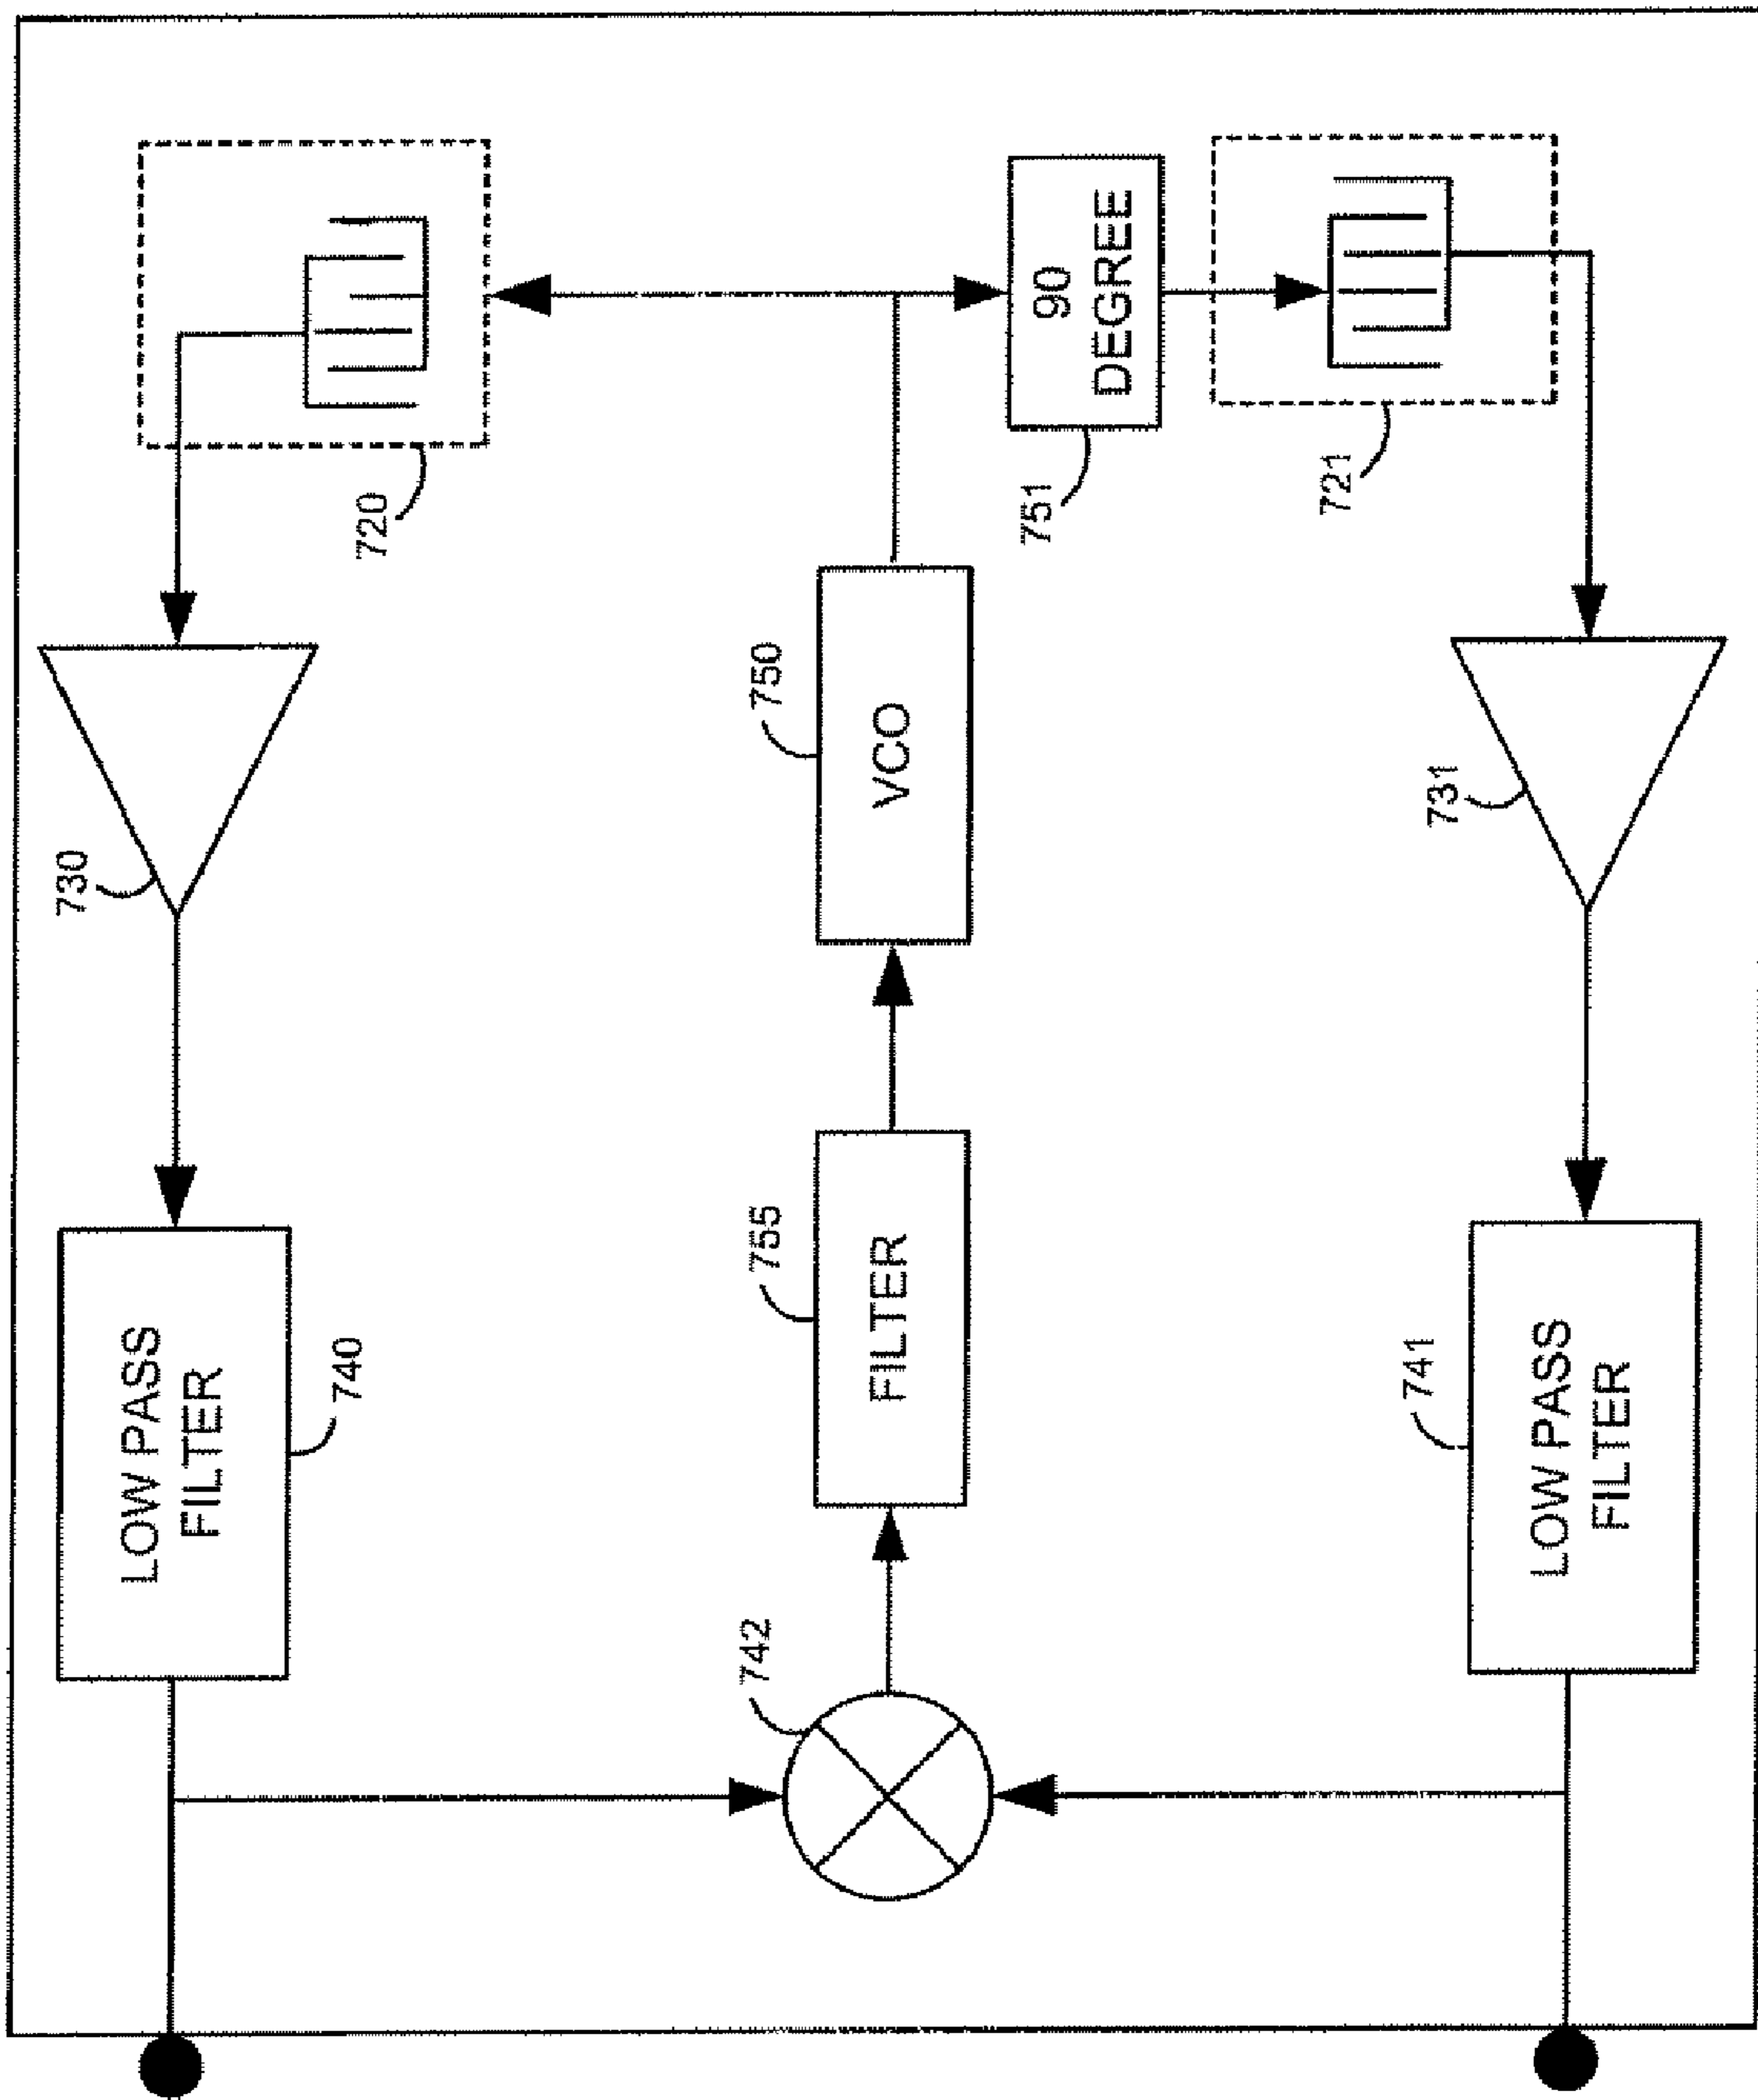 720
730
LOW PASS
FILTER
740
742
FILTER
755
VCO
750
90
DEGREE
751
721
731
LOW PASS
FILTER
741